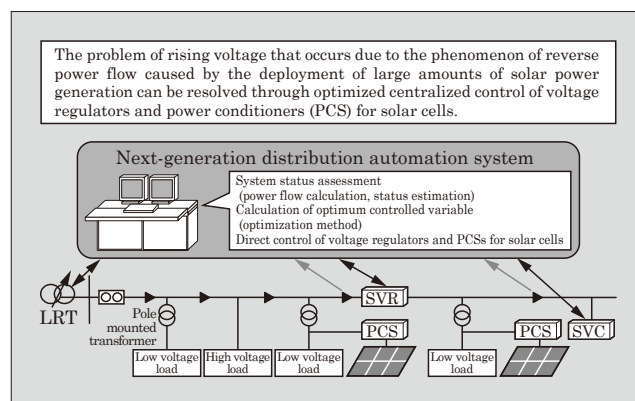 The problem of rising voltage that occurs due to the phenomenon of reverse
power flow caused by the deployment of large amounts of solar power
generation can be resolved through optimized centralized control of voltage
regulators and power conditioners (PCS) for solar cells.
Next-generation distribution automation system
System status assessment
(power flow calculation, status estimation)
Calculation of optimum controlled variable
(optimization method)
Direct control of voltage regulators and PCSs for solar cells
LRT
Pole
mounted
transformer
SVR
PCS
PCS
SVC
Low voltage
load
High voltage
load
Low voltage
load
Low voltage
load